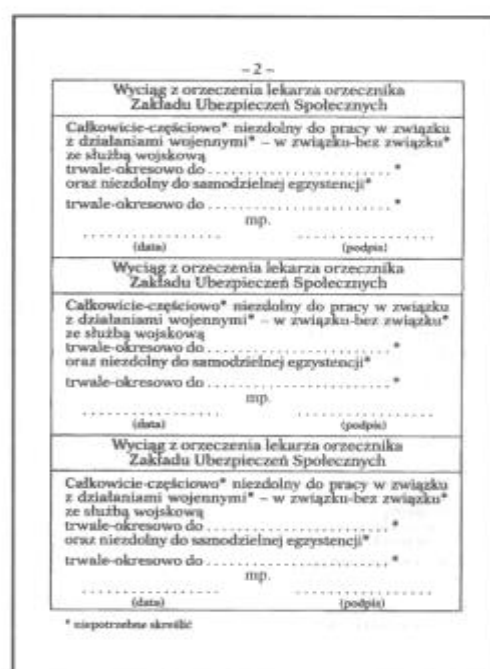 – 2 –
Wyciąg z orzeczenia lekarza orzecznika
Zakładu Ubezpieczeń Społecznych
Całkowicie-częściowo* niezdolny do pracy w związku
z działaniami wojennymi* – w związku-bez związku*
ze służbą wojskową
trwale-okresowo do . . . . . . . . . . . . . . . . . . . . . . . . . . . *
oraz niezdolny do samodzielnej egzystencji*
trwale-okresowo do . . . . . . . . . . . . . . . . . . . . . . . . . . . *
mp.
. . . . . . . . . . . . . . . . . . . . . . . . . . . . . . . . . . . .
(data) (podpis)
Wyciąg z orzeczenia lekarza orzecznika
Zakładu Ubezpieczeń Społecznych
Całkowicie-częściowo* niezdolny do pracy w związku
z działaniami wojennymi* – w związku-bez związku*
ze służbą wojskową
trwale-okresowo do . . . . . . . . . . . . . . . . . . . . . . . . . . . *
oraz niezdolny do samodzielnej egzystencji*
trwale-okresowo do . . . . . . . . . . . . . . . . . . . . . . . . . . . *
mp.
. . . . . . . . . . . . . . . . . . . . . . . . . . . . . . . . . . . .
(data) (podpis)
Wyciąg z orzeczenia lekarza orzecznika
Zakładu Ubezpieczeń Społecznych
Całkowicie-częściowo* niezdolny do pracy w związku
z działaniami wojennymi* – w związku-bez związku*
ze służbą wojskową
trwale-okresowo do . . . . . . . . . . . . . . . . . . . . . . . . . . . *
oraz niezdolny do samodzielnej egzystencji*
trwale-okresowo do . . . . . . . . . . . . . . . . . . . . . . . . . . . *
mp.
. . . . . . . . . . . . . . . . . . . . . . . . . . . . . . . . . . . .
(data) (podpis)
* niepotrzebne skreślić